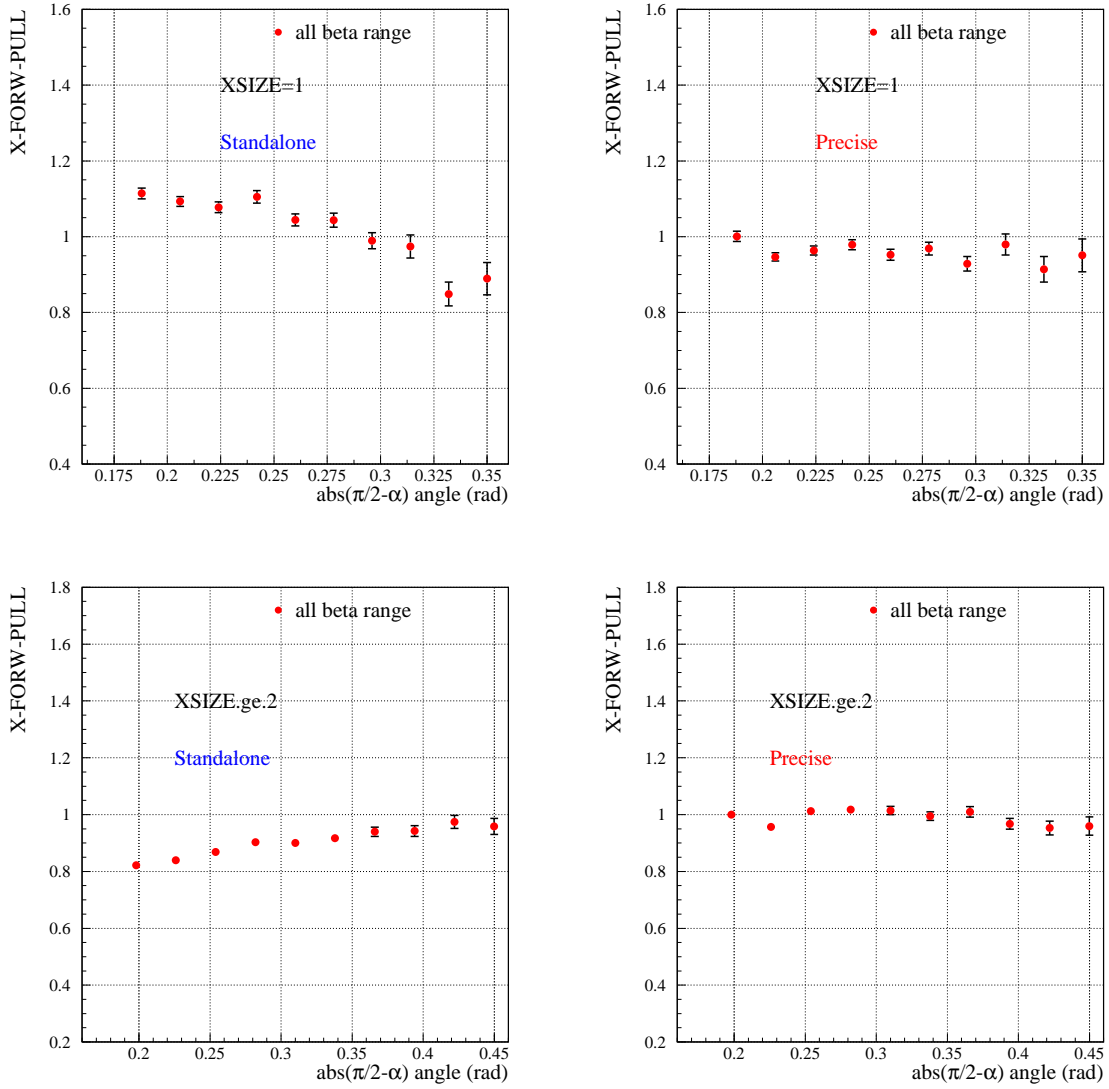 X-FORW-PULL
1.6
1.4
1.2
1
0.8
0.6
0.4
all beta range
XSIZE=1
Standalone
0.175 0.2 0.225 0.25 0.275 0.3 0.325 0.35
abs(π/2-α) angle (rad)
X-FORW-PULL
1.6
1.4
1.2
1
0.8
0.6
0.4
all beta range
XSIZE=1
Precise
0.175 0.2 0.225 0.25 0.275 0.3 0.325 0.35
abs(π/2-α) angle (rad)
X-FORW-PULL
1.8
1.6
1.4
1.2
1
0.8
0.6
0.4
0.2
all beta range
XSIZE.ge.2
Standalone
0.2 0.25 0.3 0.35 0.4 0.45
abs(π/2-α) angle (rad)
X-FORW-PULL
1.8
1.6
1.4
1.2
1
0.8
0.6
0.4
0.2
all beta range
XSIZE.ge.2
Precise
0.2 0.25 0.3 0.35 0.4 0.45
abs(π/2-α) angle (rad)